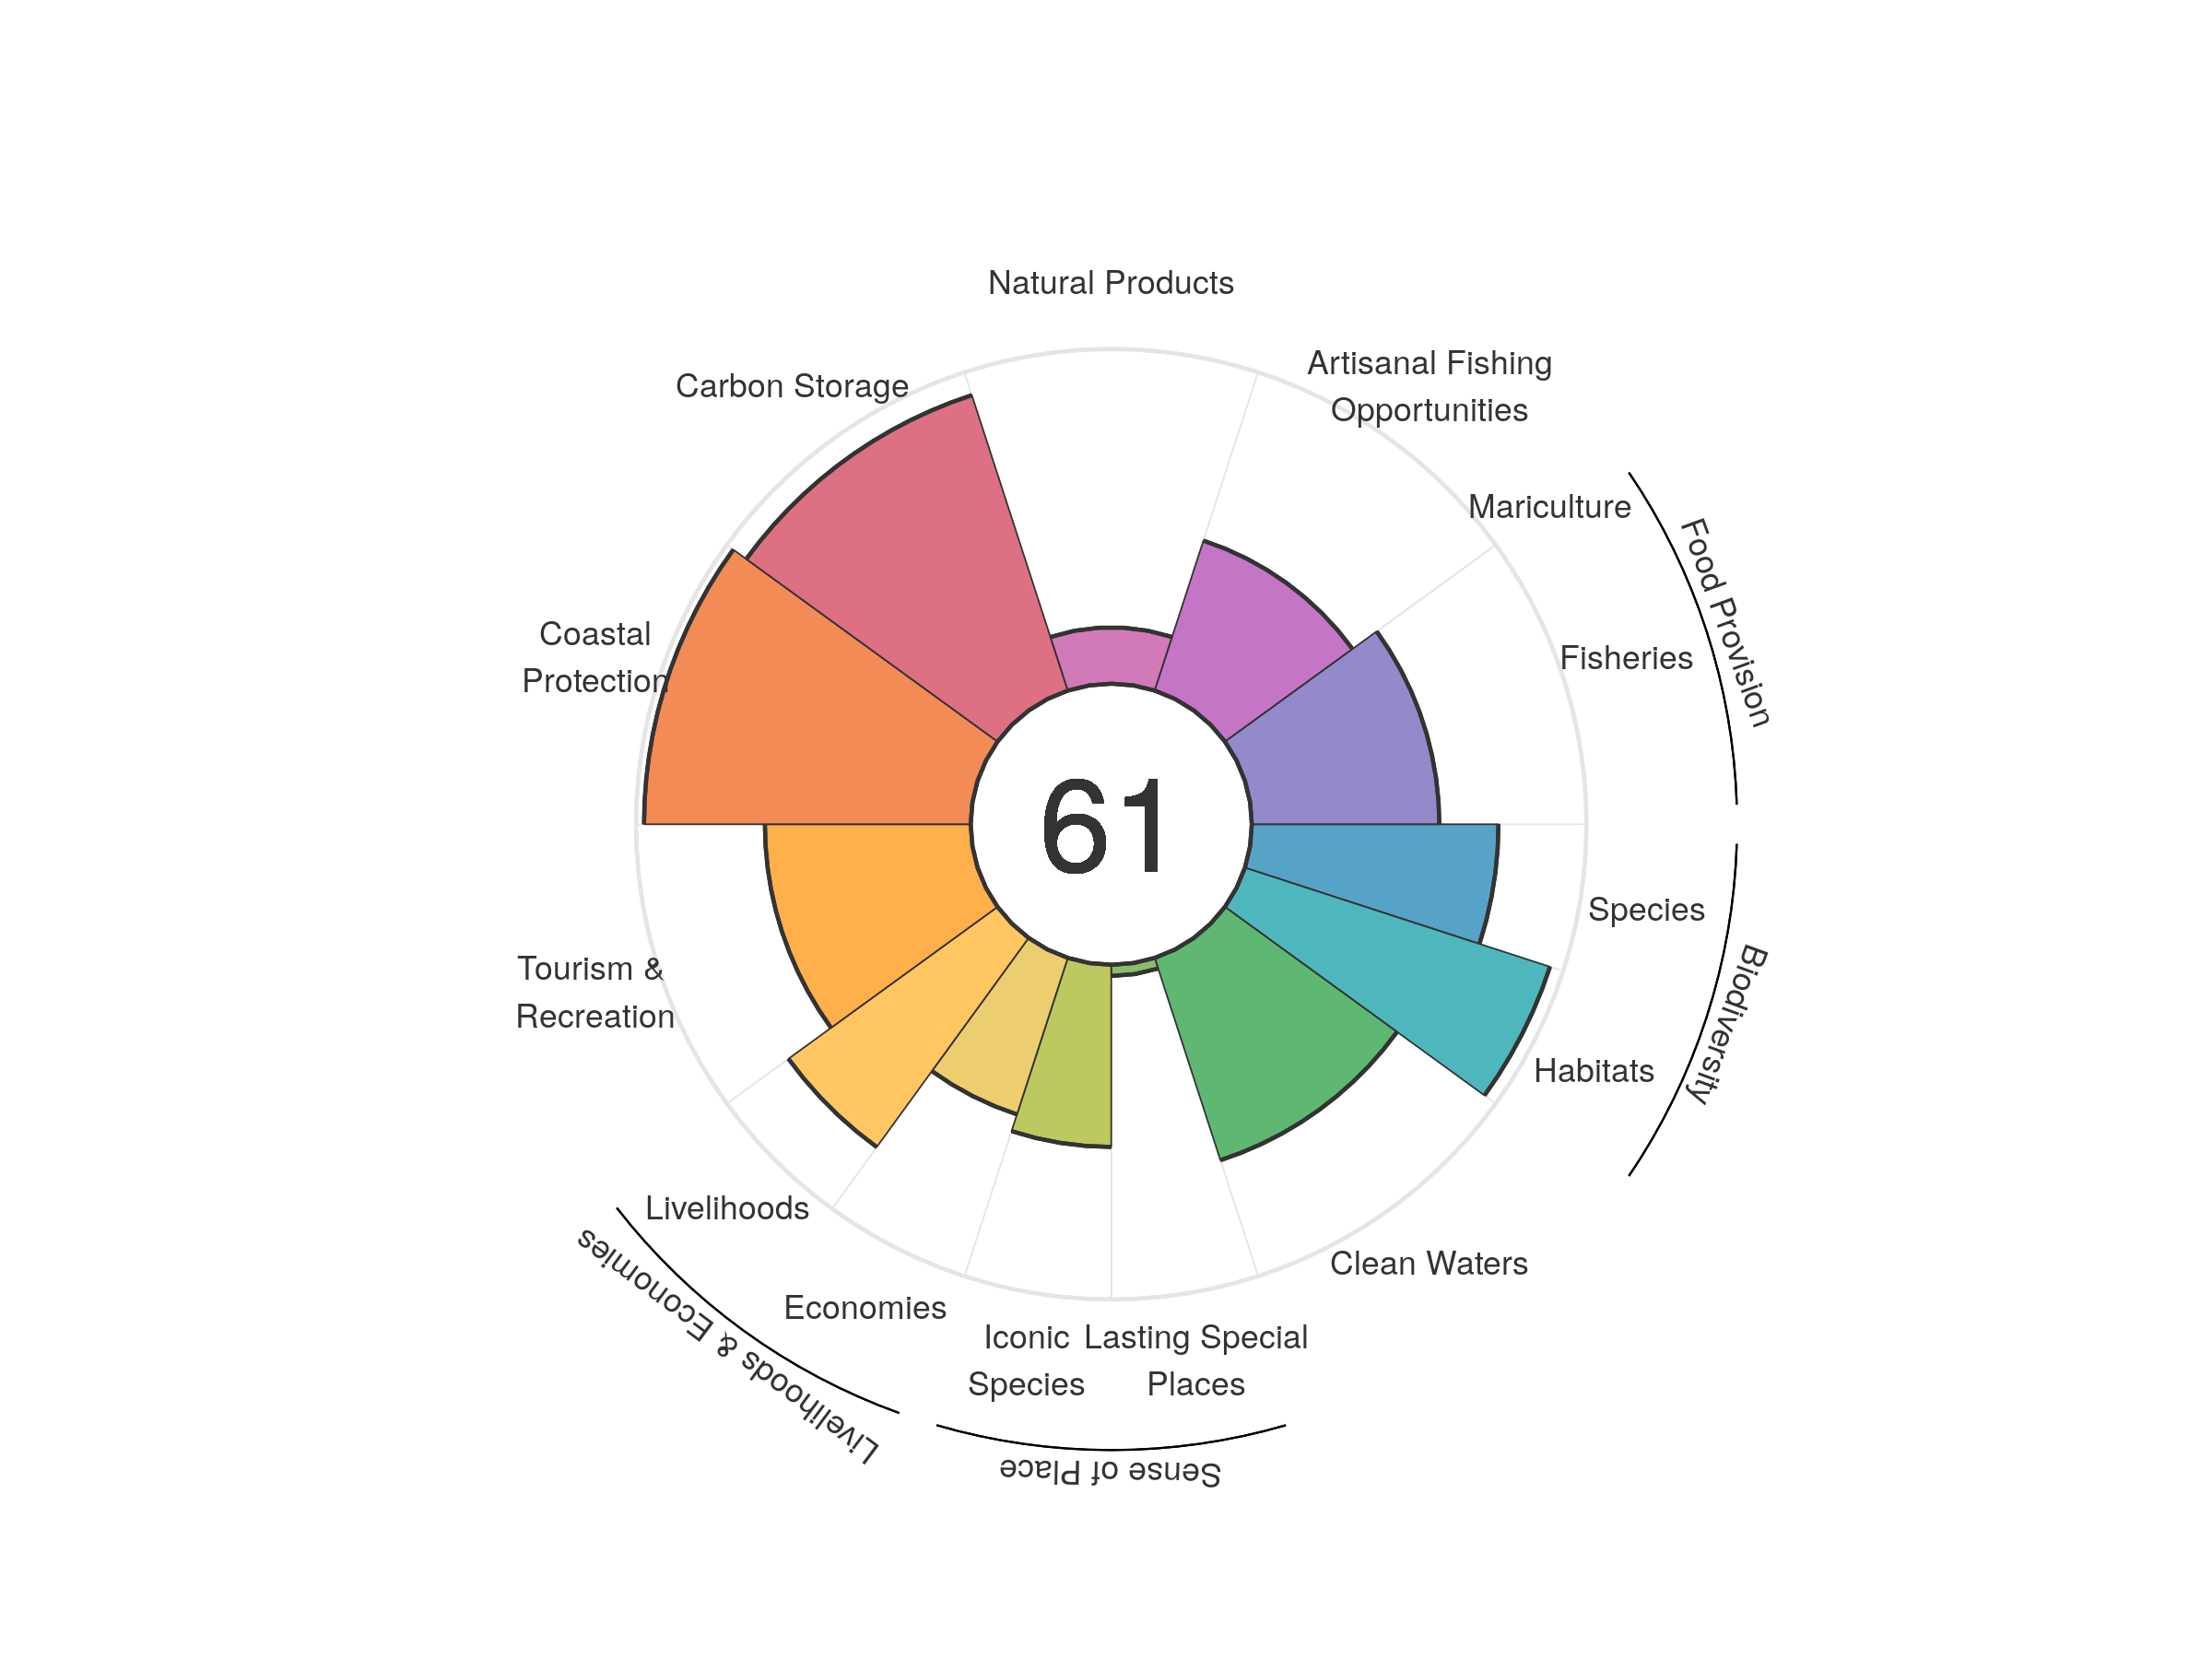 Natural Products
Artisanal Fishing
Opportunities
Carbon Storage
Mariculture
Food Provision
Coastal
Protection
Fisheries
61
Species
Biodiversity
Tourism &
Recreation
Habitats
Livelihoods
Clean Waters
Livelihoods & Economies
Economies
Iconic
Species
Lasting Special
Places
Sense of Place